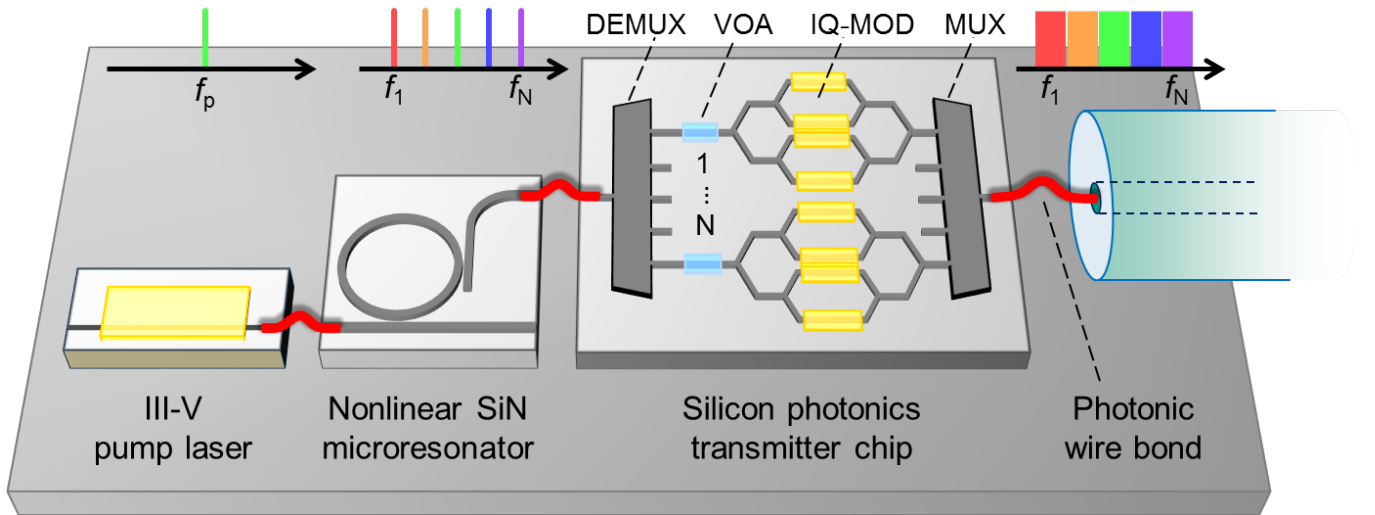 DEMUX VOA IQ-MOD MUX
fp
f1 fN
f1 fN
1
⋮
N
III-V
pump laser
Nonlinear SiN
microresonator
Silicon photonics
transmitter chip
Photonic
wire bond